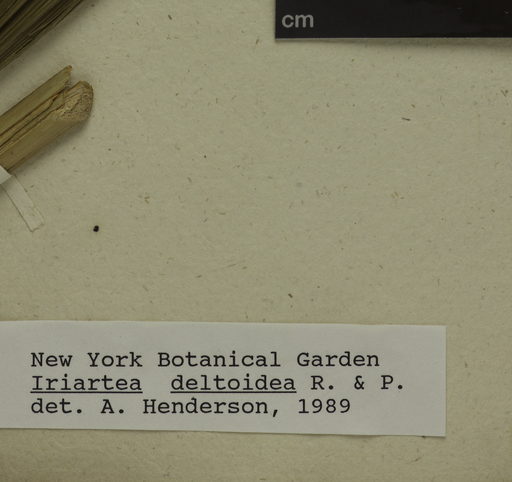 cm
New York Botanical Garden
Iriartea deltoidea R. & P.
det. A. Henderson, 1989